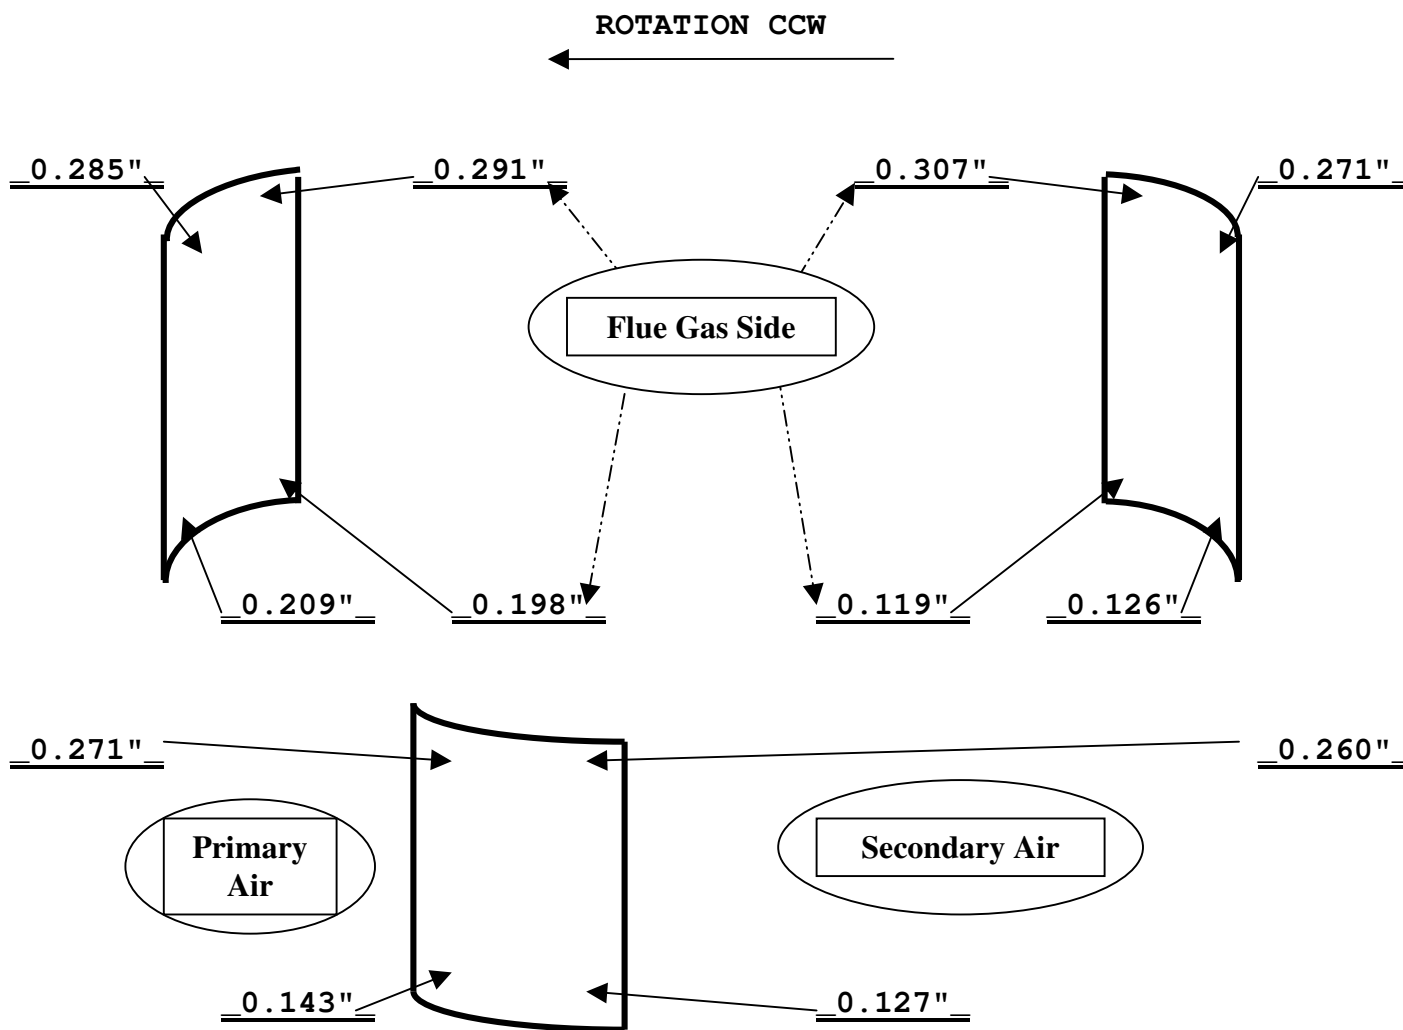 ROTATION CCW
_0.285"_ _0.291"_ _0.307"_ _0.271"_
Flue Gas Side
_0.209"_ _0.198"_ _0.119"_ _0.126"_
_0.271"_ _0.260"_
Primary
Air
Secondary Air
_0.143"_ _0.127"_